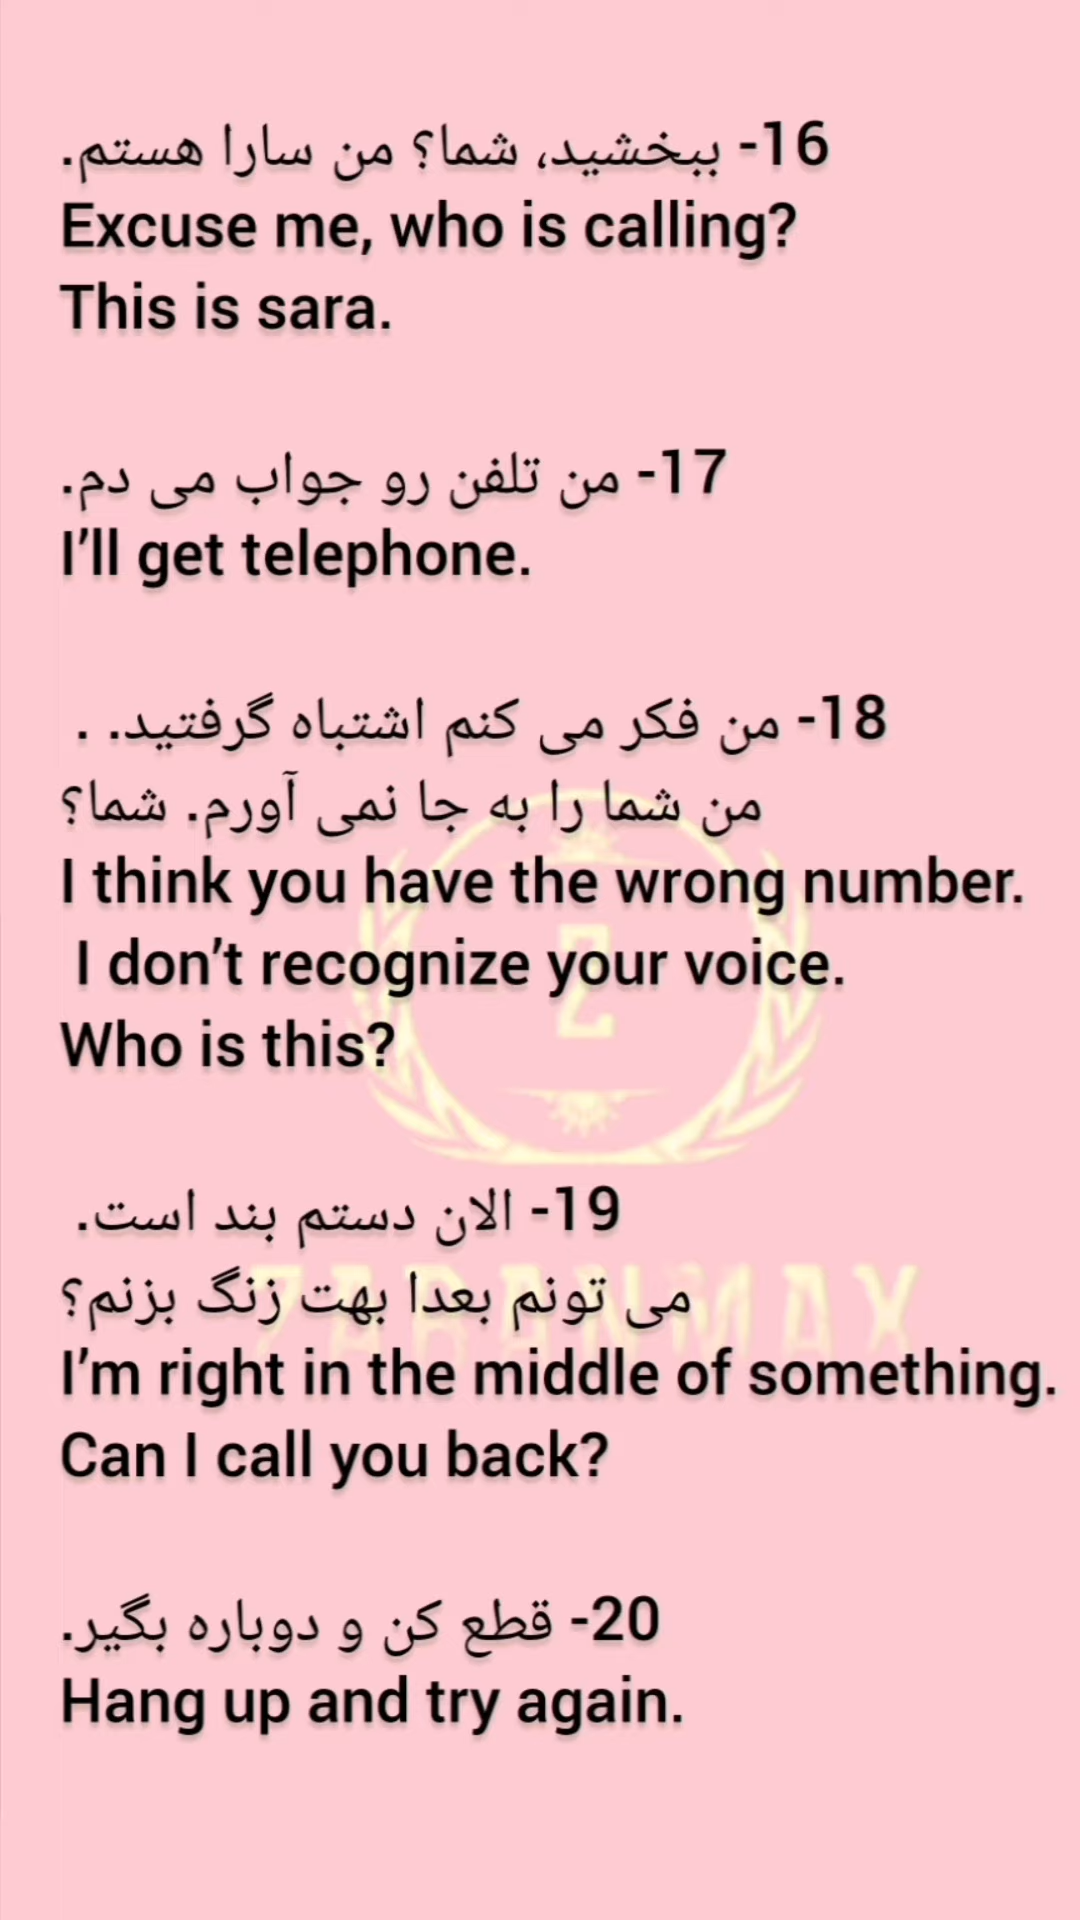 16- ببخشید، شما؟ من سارا هستم.
Excuse me, who is calling?
This is sara.
17- من تلفن رو جواب می دم.
I’ll get telephone.
18- من فکر می کنم اشتباه گرفتید. .
من شما را به جا نمی آورم. شما؟
I think you have the wrong number.
I don’t recognize your voice.
Who is this?
19- الان دستم بند است.
می تونم بعدا بهت زنگ بزنم؟
I’m right in the middle of something.
Can I call you back?
20- قطع کن و دوباره بگیر.
Hang up and try again.
Z
ZABANMAX